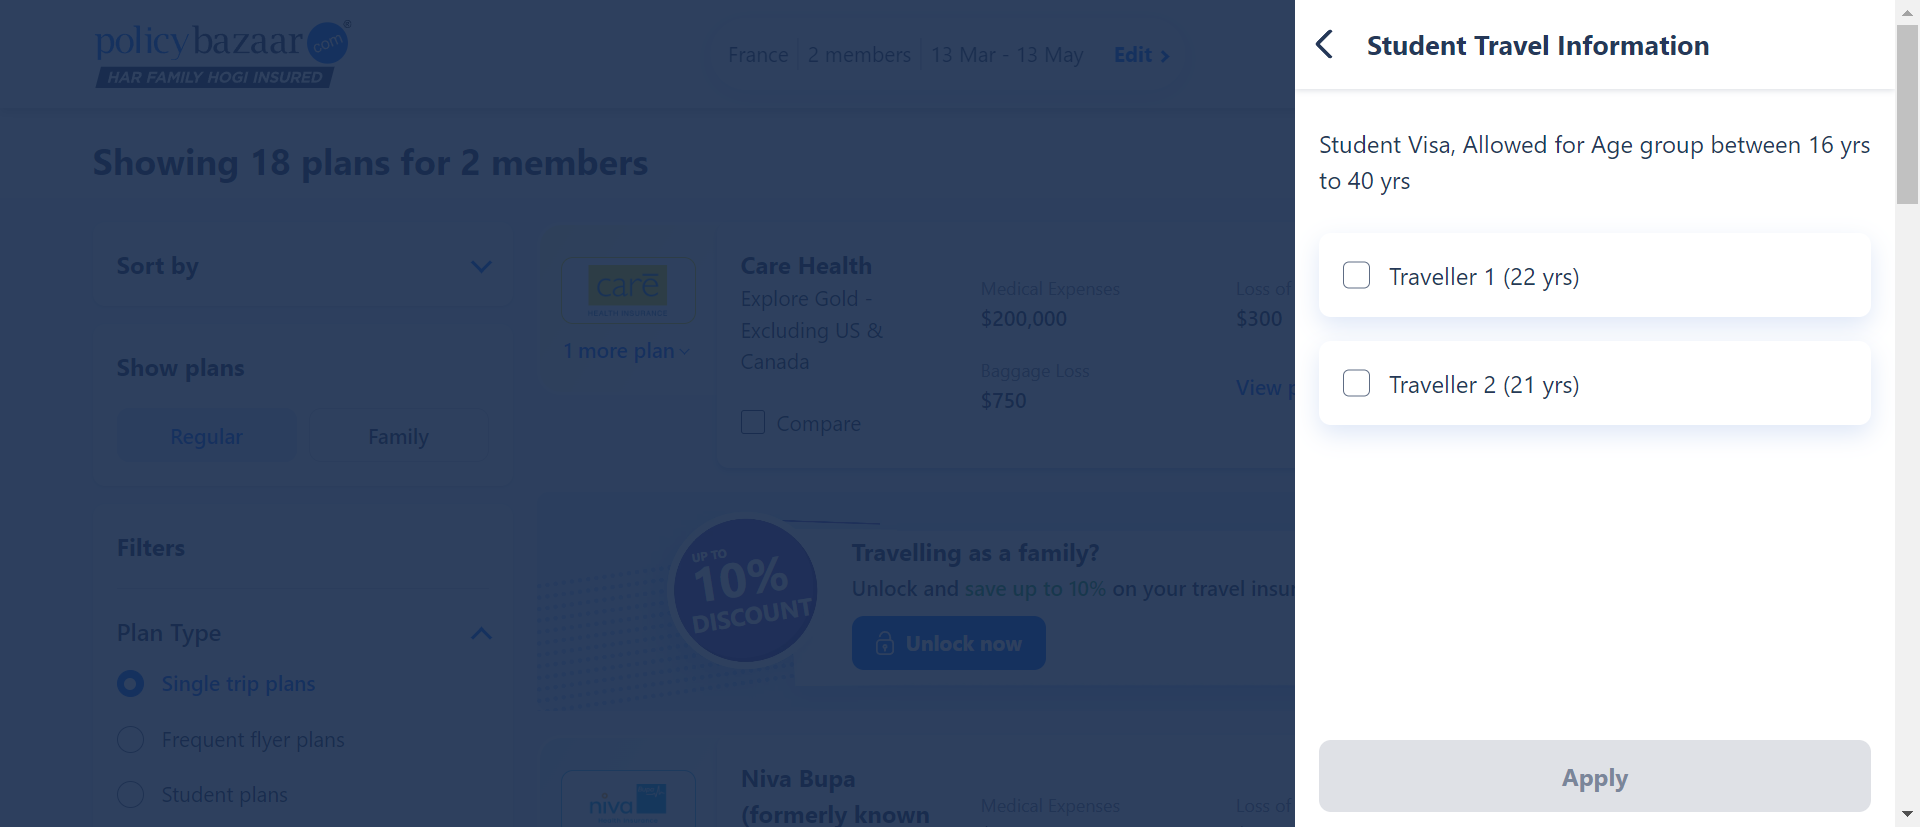 policybazaar.com®
HAR FAMILY HOGI INSURED
France
2 members
13 Mar - 13 May
Edit
Showing 18 plans for 2 members
Sort by
Show plans
Regular
Family
Filters
Plan Type
Single trip plans
Frequent flyer plans
Student plans
care
HEALTH INSURANCE
1 more plan
Care Health
Explore Gold -
Excluding US &
Canada
Compare
Medical Expenses
$200,000
Baggage Loss
$750
Loss of
$300
View
UP TO
10%
DISCOUNT
Travelling as a family?
Unlock and save up to 10% on your travel insur
Unlock now
niva
Niva Bupa
(formerly known
Medical Expenses
Loss of
Student Travel Information
Student Visa, Allowed for Age group between 16 yrs
to 40 yrs
Traveller 1 (22 yrs)
Traveller 2 (21 yrs)
Apply